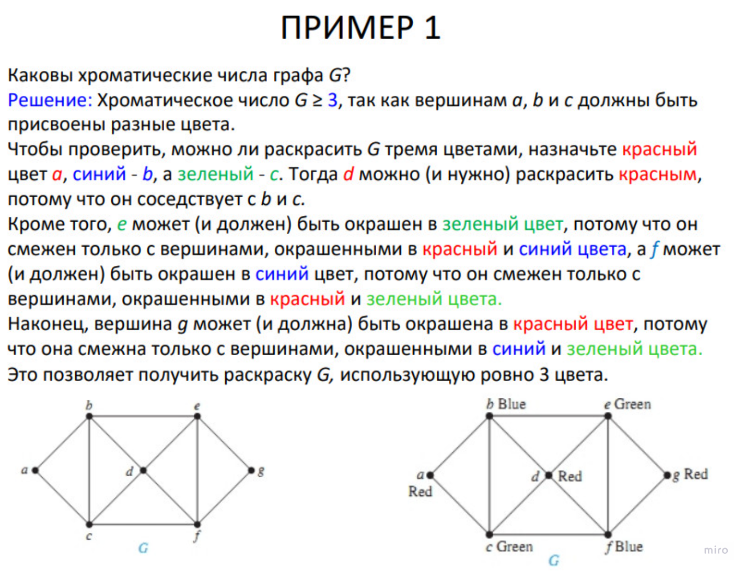 ПРИМЕР 1
Каковы хроматические числа графа G?
Решение: Хроматическое число G ≥ 3, так как вершинам a, b и c должны быть
присвоены разные цвета.
Чтобы проверить, можно ли раскрасить G тремя цветами, назначьте красный
цвет a, синий - b, а зеленый - c. Тогда d можно (и нужно) раскрасить красным,
потому что он соседствует с b и c.
Кроме того, e может (и должен) быть окрашен в зеленый цвет, потому что он
смежен только с вершинами, окрашенными в красный и синий цвета, а f может
(и должен) быть окрашен в синий цвет, потому что он смежен только с
вершинами, окрашенными в красный и зеленый цвета.
Наконец, вершина g может (и должна) быть окрашена в красный цвет, потому
что она смежна только с вершинами, окрашенными в синий и зеленый цвета.
Это позволяет получить раскраску G, использующую ровно 3 цвета.
b
e
a
d
g
c
f
G
b Blue
e Green
a
Red
d Red
g Red
c Green
f Blue
G
miro